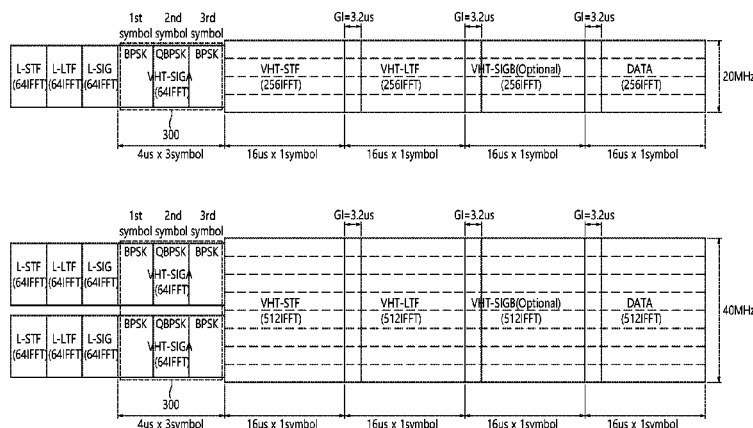 1st 2nd 3rd
symbol symbol symbol
GI=3.2us GI=3.2us GI=3.2us
L-STF L-LTF L-SIG
(64IFFT) (64IFFT) (64IFFT)
BPSK QBPSK BPSK
VHT-SIGA
(64IFFT)
VHT-STF
(256IFFT)
VHT-LTF
(256IFFT)
VHT-SIGB(Optional)
(256IFFT)
DATA
(256IFFT)
20MHz
300
4us x 3symbol 16us x 1symbol 16us x 1symbol 16us x 1symbol 16us x 1symbol
1st 2nd 3rd
symbol symbol symbol
GI=3.2us GI=3.2us GI=3.2us
L-STF L-LTF L-SIG
(64IFFT) (64IFFT) (64IFFT)
BPSK QBPSK BPSK
VHT-SIGA
(64IFFT)
L-STF L-LTF L-SIG
(64IFFT) (64IFFT) (64IFFT)
BPSK QBPSK BPSK
VHT-SIGA
(64IFFT)
VHT-STF
(512IFFT)
VHT-LTF
(512IFFT)
VHT-SIGB(Optional)
(512IFFT)
DATA
(512IFFT)
40MHz
300
4us x 3symbol 16us x 1symbol 16us x 1symbol 16us x 1symbol 16us x 1symbol